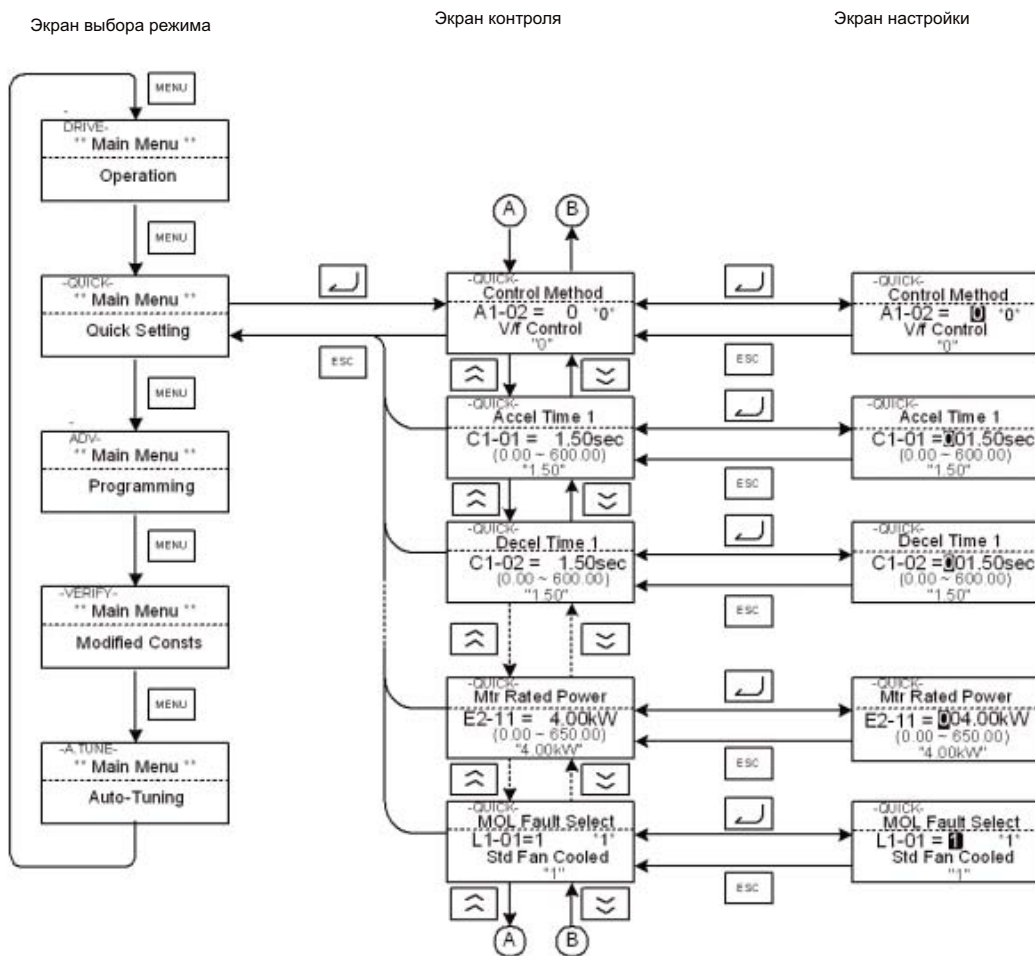 Экран выбора режима
Экран контроля
Экран настройки
MENU
-
DRIVE-
** Main Menu **
Operation
MENU
-QUICK-
** Main Menu **
Quick Setting
MENU
-
ADV-
** Main Menu **
Programming
MENU
-VERIFY-
** Main Menu **
Modified Consts
MENU
-A.TUNE-
** Main Menu **
Auto-Tuning
ESC
A B
-QUICK-
Control Method
A1-02 = 0 *0*
V/f Control
"0"
-QUICK-
Accel Time 1
C1-01 = 1.50sec
(0.00 ~ 600.00)
"1.50"
-QUICK-
Decel Time 1
C1-02 = 1.50sec
(0.00 ~ 600.00)
"1.50"
-QUICK-
Mtr Rated Power
E2-11 = 4.00kW
(0.00 ~ 650.00)
"4.00kW"
-QUICK-
MOL Fault Select
L1-01=1 *1*
Std Fan Cooled
"1"
A B
ESC
ESC
ESC
ESC
ESC
-QUICK-
Control Method
A1-02 = 0 *0*
V/f Control
"0"
-QUICK-
Accel Time 1
C1-01 =001.50sec
(0.00 ~ 600.00)
"1.50"
-QUICK-
Decel Time 1
C1-02 =001.50sec
(0.00 ~ 600.00)
"1.50"
-QUICK-
Mtr Rated Power
E2-11 = 004.00kW
(0.00 ~ 650.00)
"4.00kW"
-QUICK-
MOL Fault Select
L1-01 = 1 *1*
Std Fan Cooled
"1"